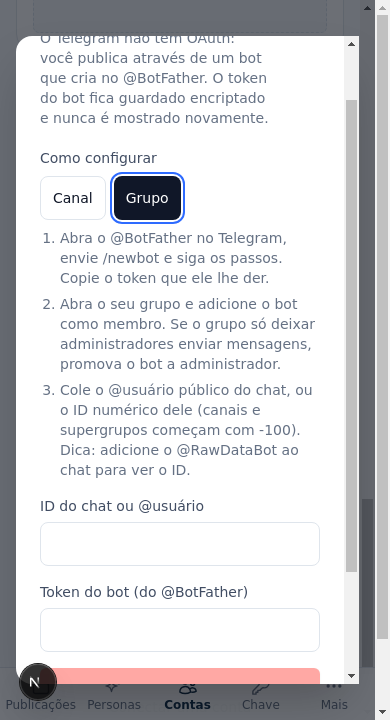 O Telegram não tem OAuth:
você publica através de um bot
que cria no @BotFather. O token
do bot fica guardado encriptado
e nunca é mostrado novamente.
Como configurar
Canal
Grupo
1. Abra o @BotFather no Telegram,
envie /newbot e siga os passos.
Copie o token que ele lhe der.
2. Abra o seu grupo e adicione o bot
como membro. Se o grupo só deixar
administradores enviar mensagens,
promova o bot a administrador.
3. Cole o @usuário público do chat, ou
o ID numérico dele (canais e
supergrupos começam com -100).
Dica: adicione o @RawDataBot ao
chat para ver o ID.
ID do chat ou @usuário
Token do bot (do @BotFather)
N
Publicações
Personas
Contas
Chave
Mais